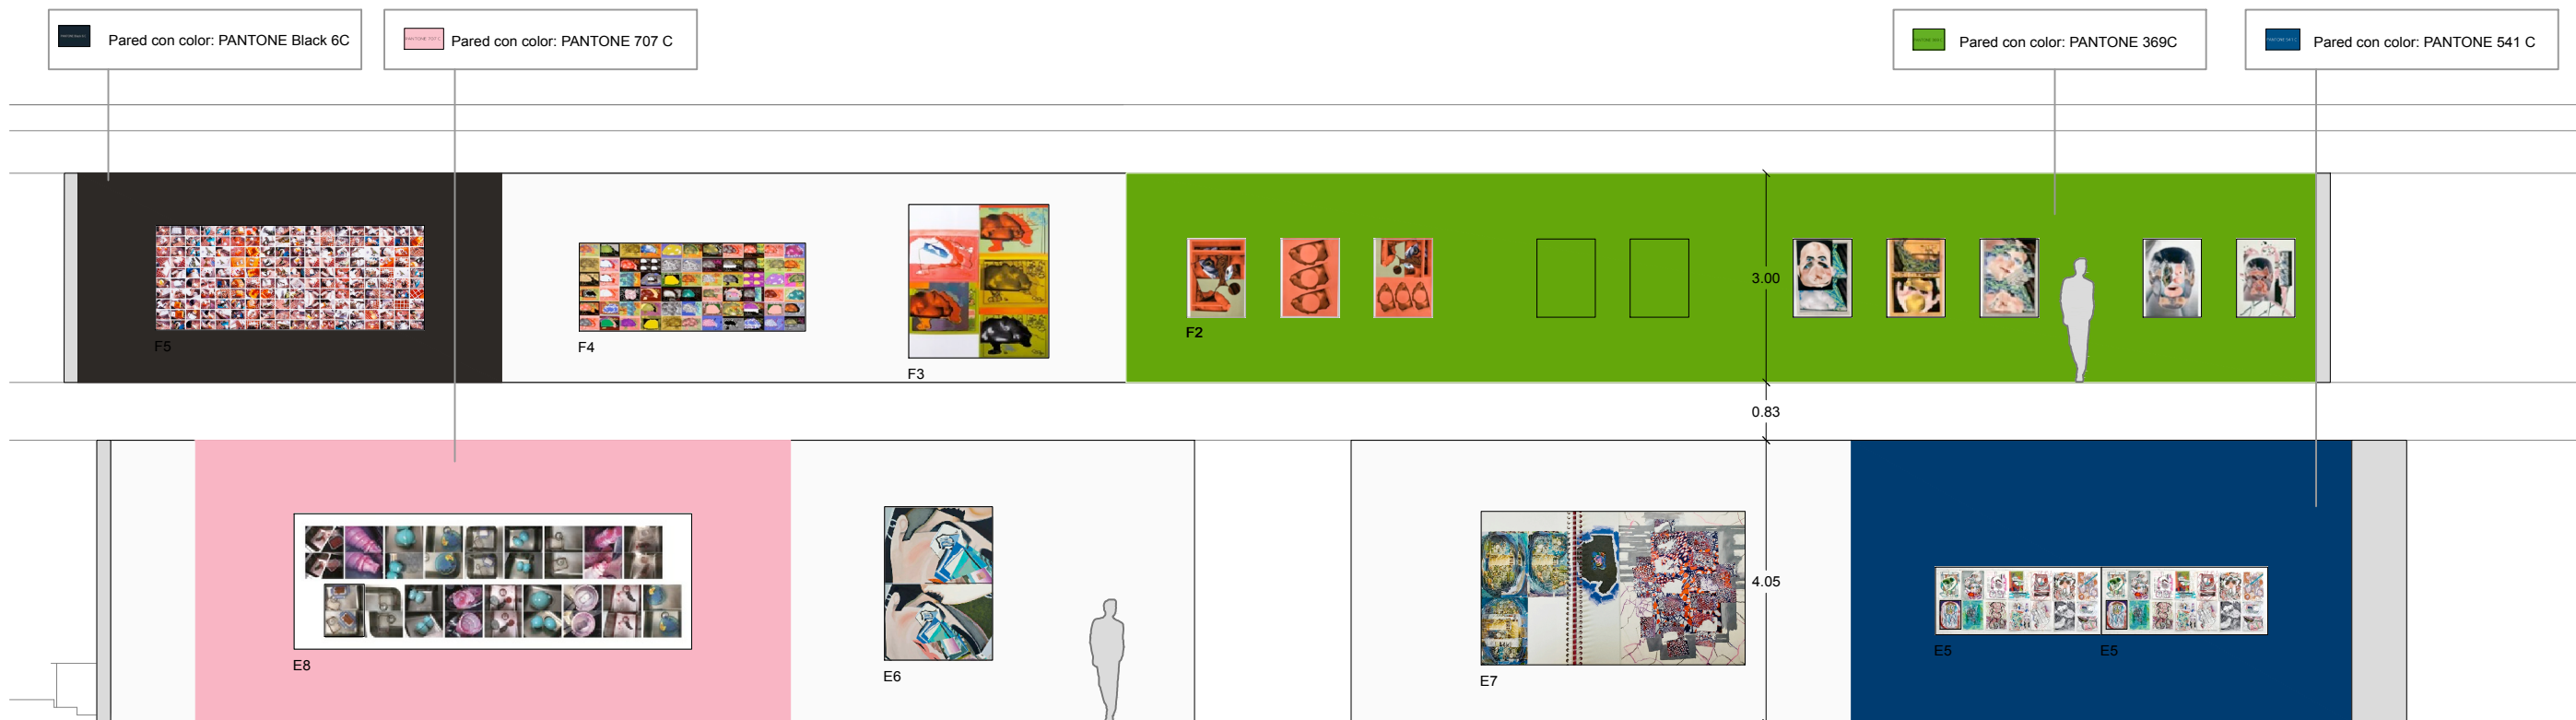 Pared con color: PANTONE Black 6C
Pared con color: PANTONE 707 C
Pared con color: PANTONE 369C
Pared con color: PANTONE 541 C
F5
F4
F3
F2
3.00
0.83
E8
E6
E7
4.05
E5
E5